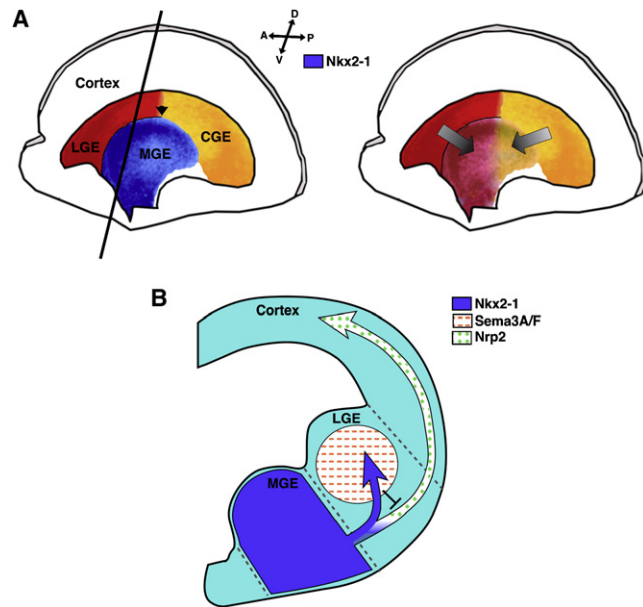 A
D
A P
V
Nkx2-1
Cortex
LGE
MGE
CGE
B
Nkx2-1
Sema3A/F
Nrp2
Cortex
LGE
MGE